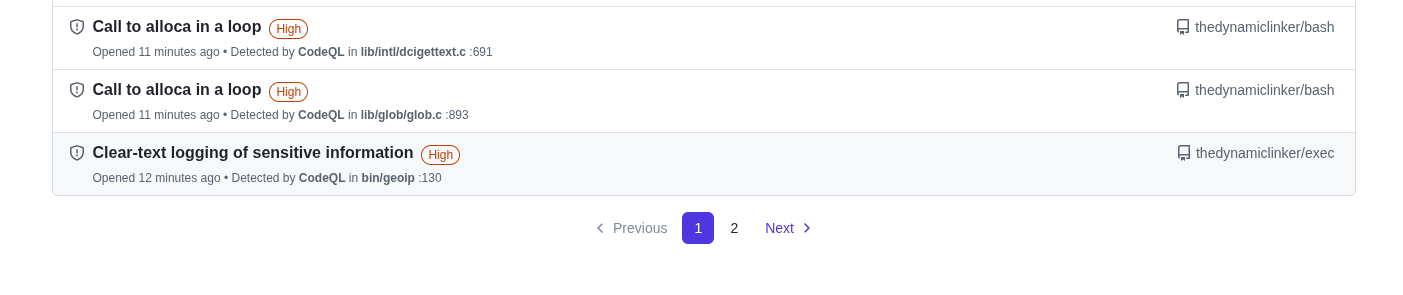 Call to alloca in a loop High thedynamiclinker/bash
Opened 11 minutes ago • Detected by CodeQL in lib/intl/dcigettext.c :691
Call to alloca in a loop High thedynamiclinker/bash
Opened 11 minutes ago • Detected by CodeQL in lib/glob/glob.c :893
Clear-text logging of sensitive information High thedynamiclinker/exec
Opened 12 minutes ago • Detected by CodeQL in bin/geoip :130
Previous 1 2 Next